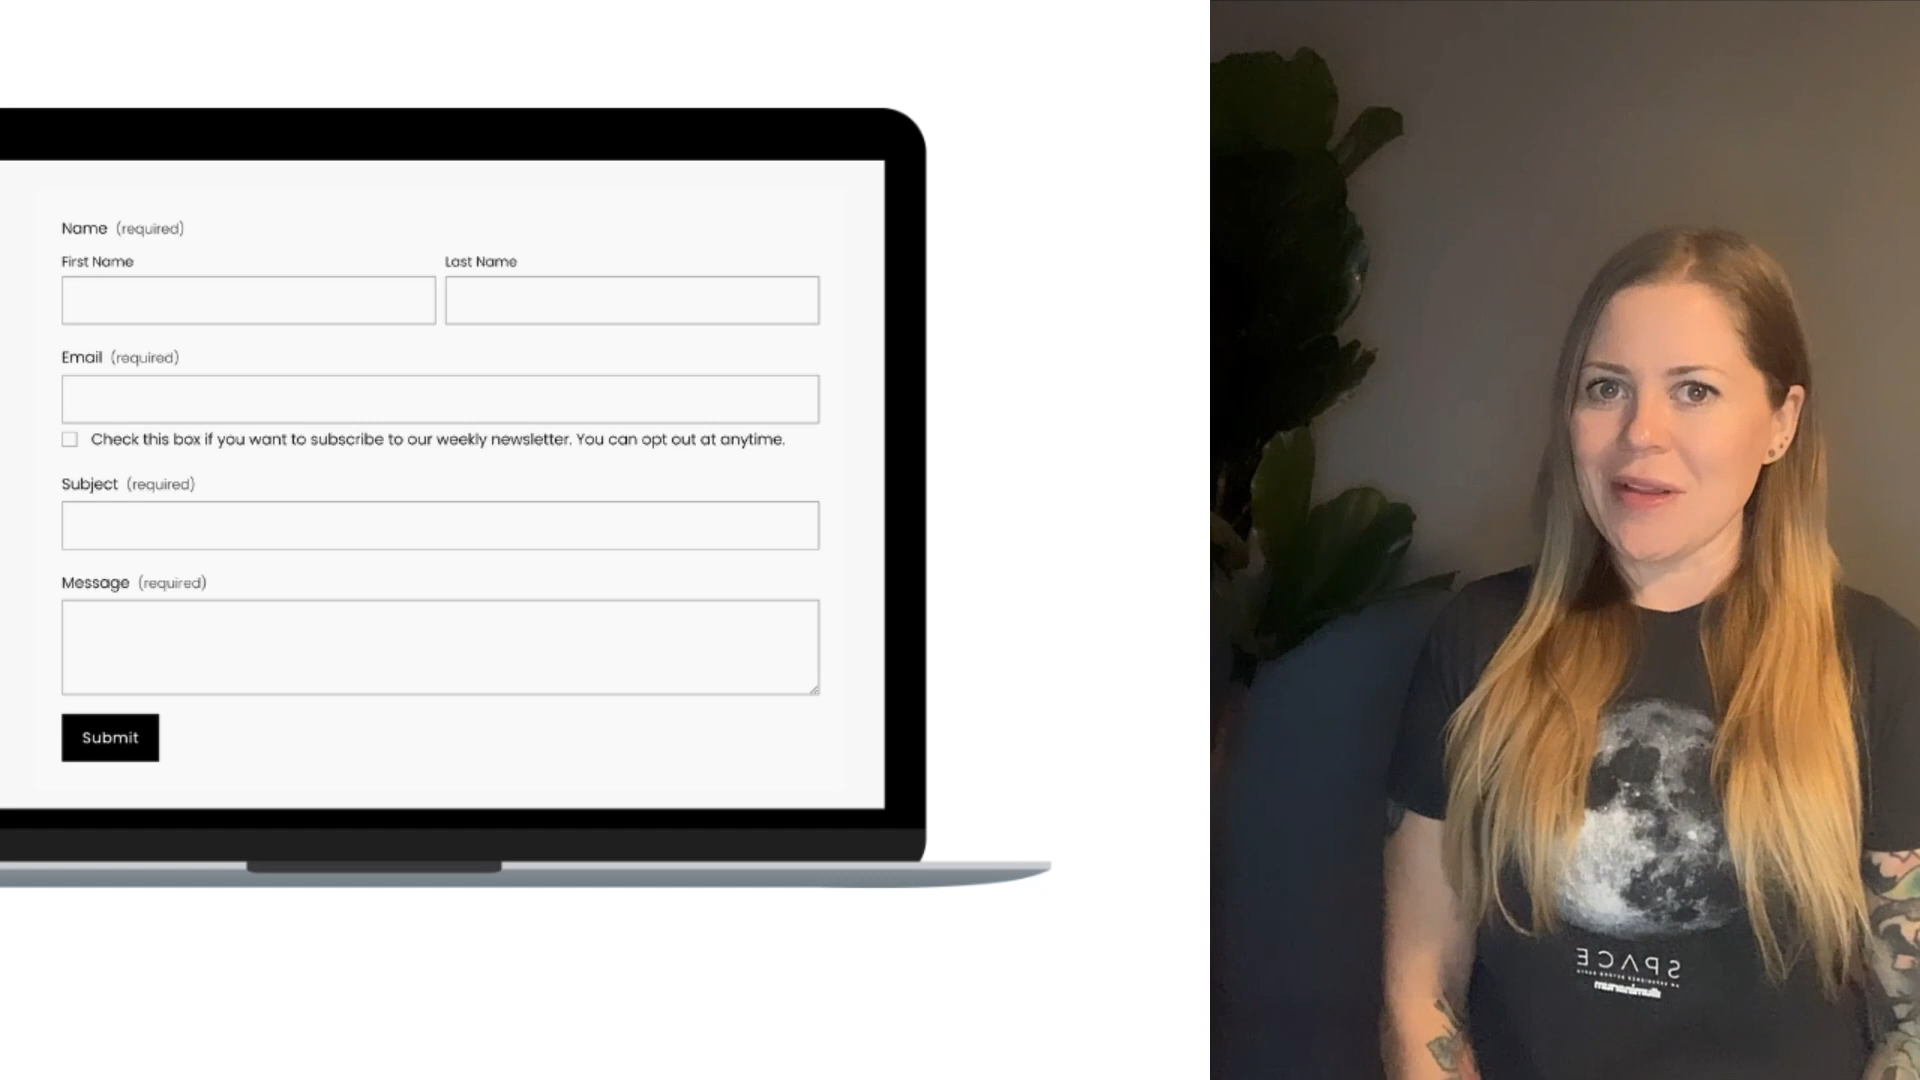 Name (required)
First Name Last Name
Email (required)
Check this box if you want to subscribe to our weekly newsletter. You can opt out at anytime.
Subject (required)
Message (required)
Submit
SPACE